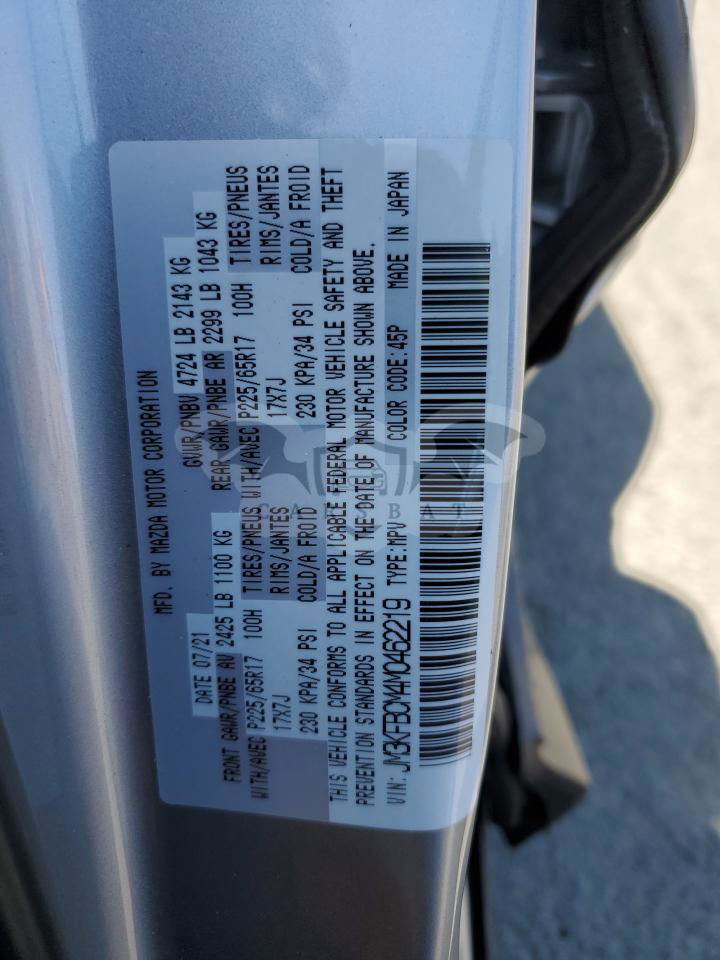 MFD. BY MAZDA MOTOR CORPORATION
DATE 07/21 GVWR/PNBV 4724 LB 2143 KG
FRONT GAWR/PNBE AV 2425 LB 1100 KG REAR GAWR/PNBE AR 2299 LB 1043 KG
WITH/AVEC P225/65R17 100H TIRES/PNEUS WITH/AVEC P225/65R17 100H TIRES/PNEUS
17X7J RIMS/JANTES 17X7J RIMS/JANTES
230 KPA/34 PSI COLD/A FROID 230 KPA/34 PSI COLD/A FROID
THIS VEHICLE CONFORMS TO ALL APPLICABLE FEDERAL MOTOR VEHICLE SAFETY AND THEFT
PREVENTION STANDARDS IN EFFECT ON THE DATE OF MANUFACTURE SHOWN ABOVE.
VIN: JM3KFBCM4M0462219 TYPE:MPV COLOR CODE:45P MADE IN JAPAN
CARSBAT